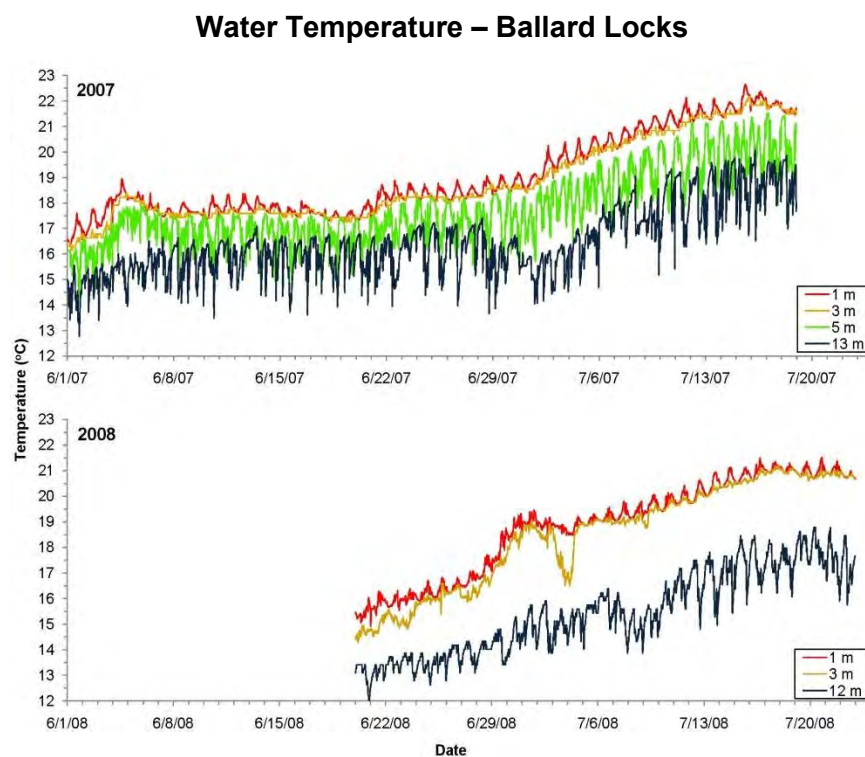 Water Temperature – Ballard Locks
2007
23
22
21
20
19
18
17
16
15
14
13
12
1 m
3 m
5 m
13 m
6/1/07 6/8/07 6/15/07 6/22/07 6/29/07 7/6/07 7/13/07 7/20/07
Temperature (°C)
2008
23
22
21
20
19
18
17
16
15
14
13
12
1 m
3 m
12 m
6/1/08 6/8/08 6/15/08 6/22/08 6/29/08 7/6/08 7/13/08 7/20/08
Date